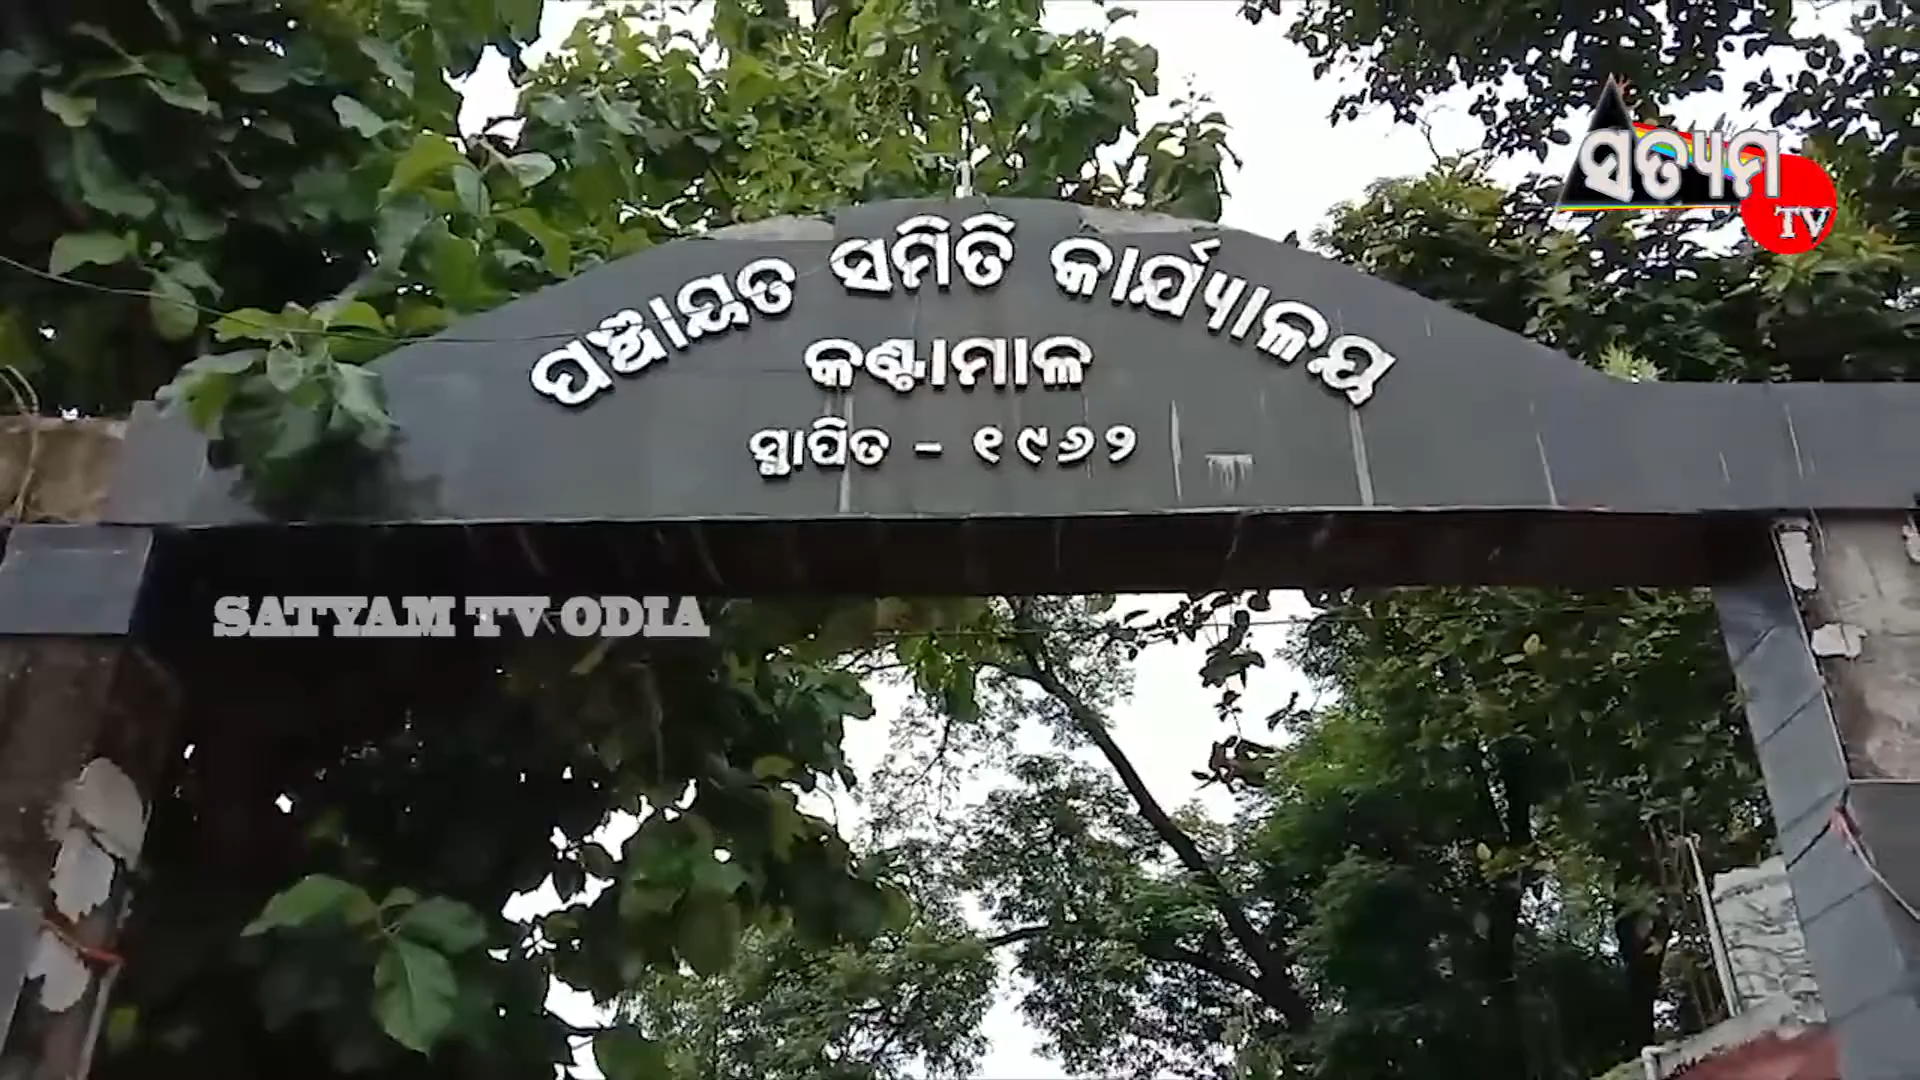 ସତ୍ୟମ
TV
ପଞ୍ଚାୟତ ସମିତି କାର୍ଯ୍ୟାଳୟ
କଣ୍ଟାମାଳ
ସ୍ଥାପିତ - ୧୯୬୨
SATYAM TV ODIA